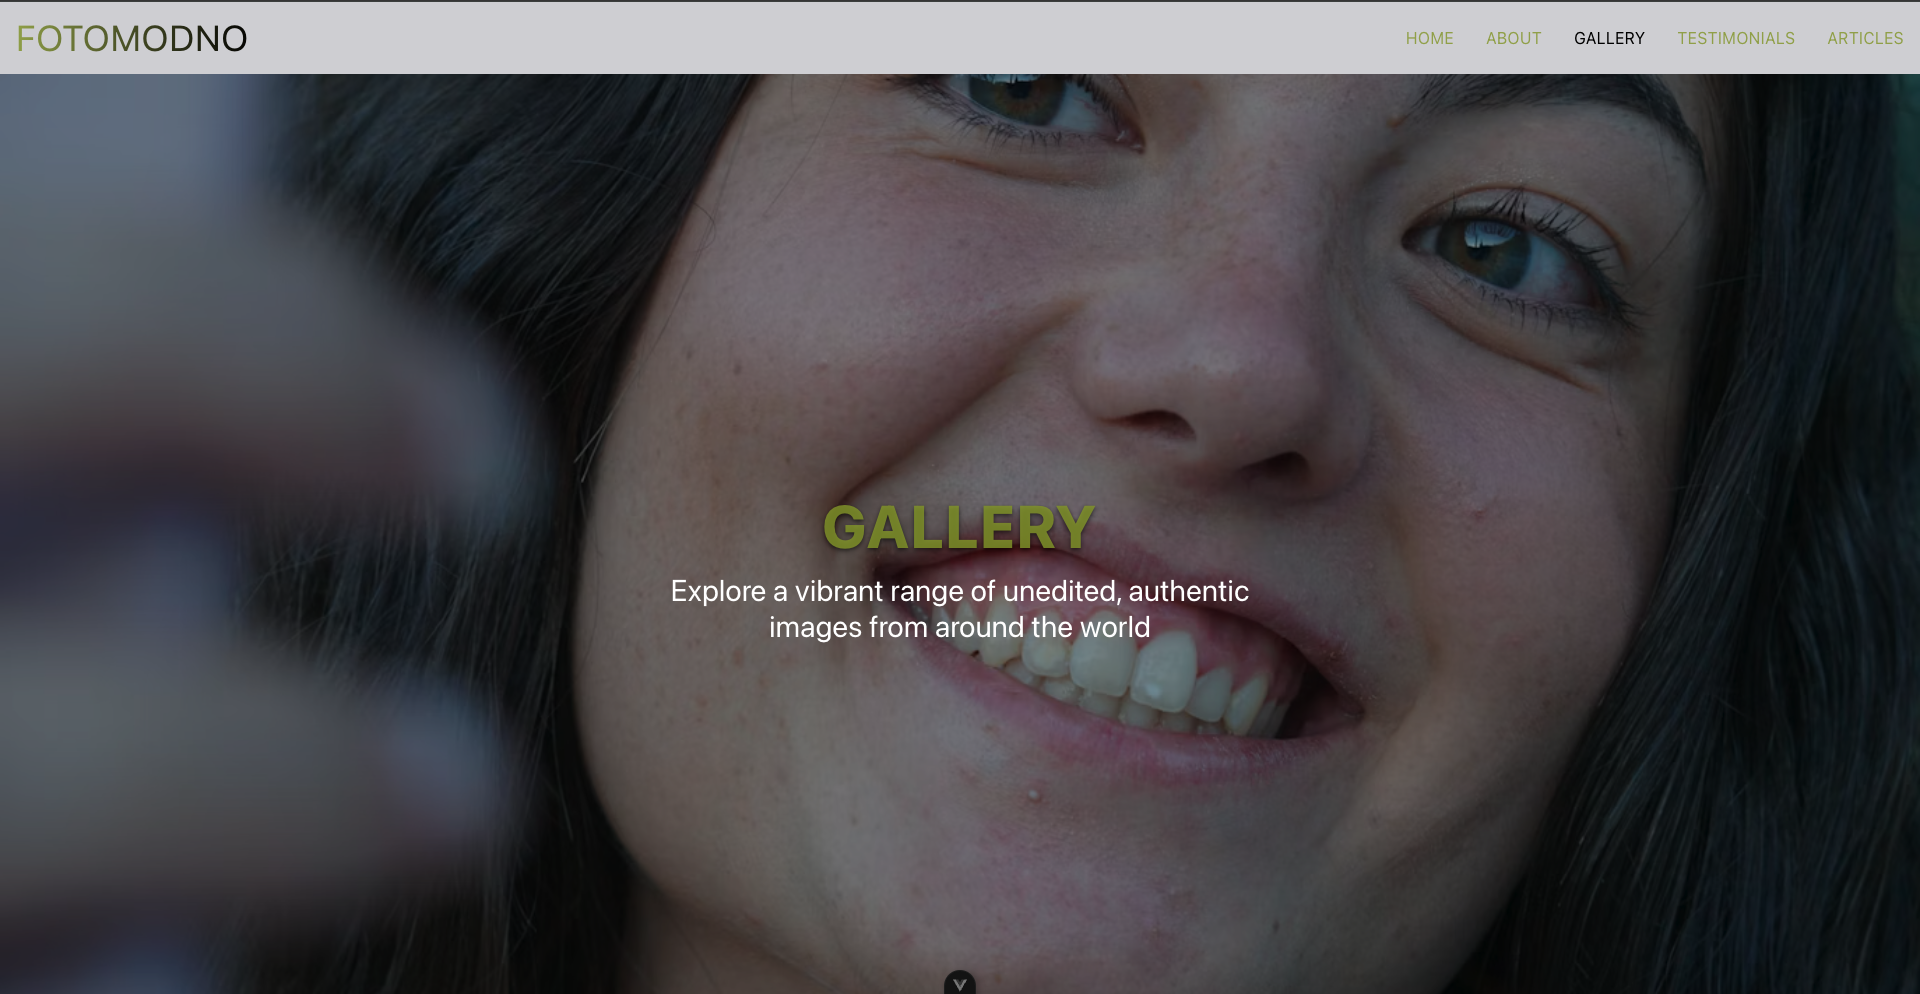 FOTOMODNO
HOME ABOUT GALLERY TESTIMONIALS ARTICLES
GALLERY
Explore a vibrant range of unedited, authentic
images from around the world